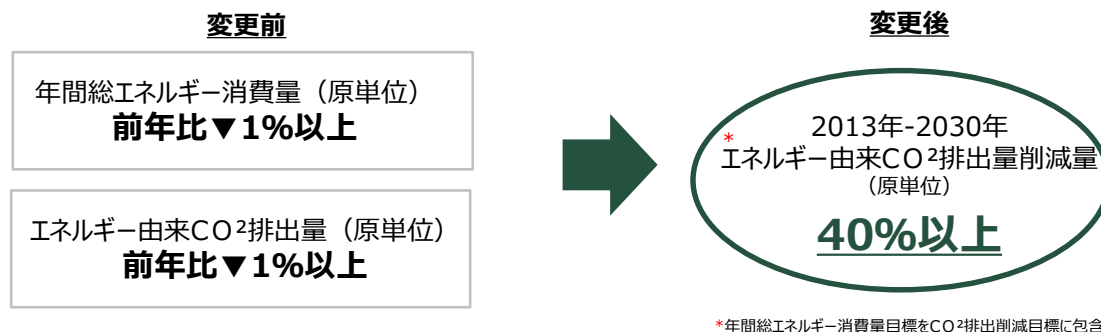 変更前
年間総エネルギー消費量（原単位）
前年比▼1%以上
エネルギー由来CO²排出量（原単位）
前年比▼1%以上
変更後
2013年-2030年
*エネルギー由来CO²排出量削減量
（原単位）
40%以上
*年間総エネルギー消費量目標をCO²排出削減目標に包含